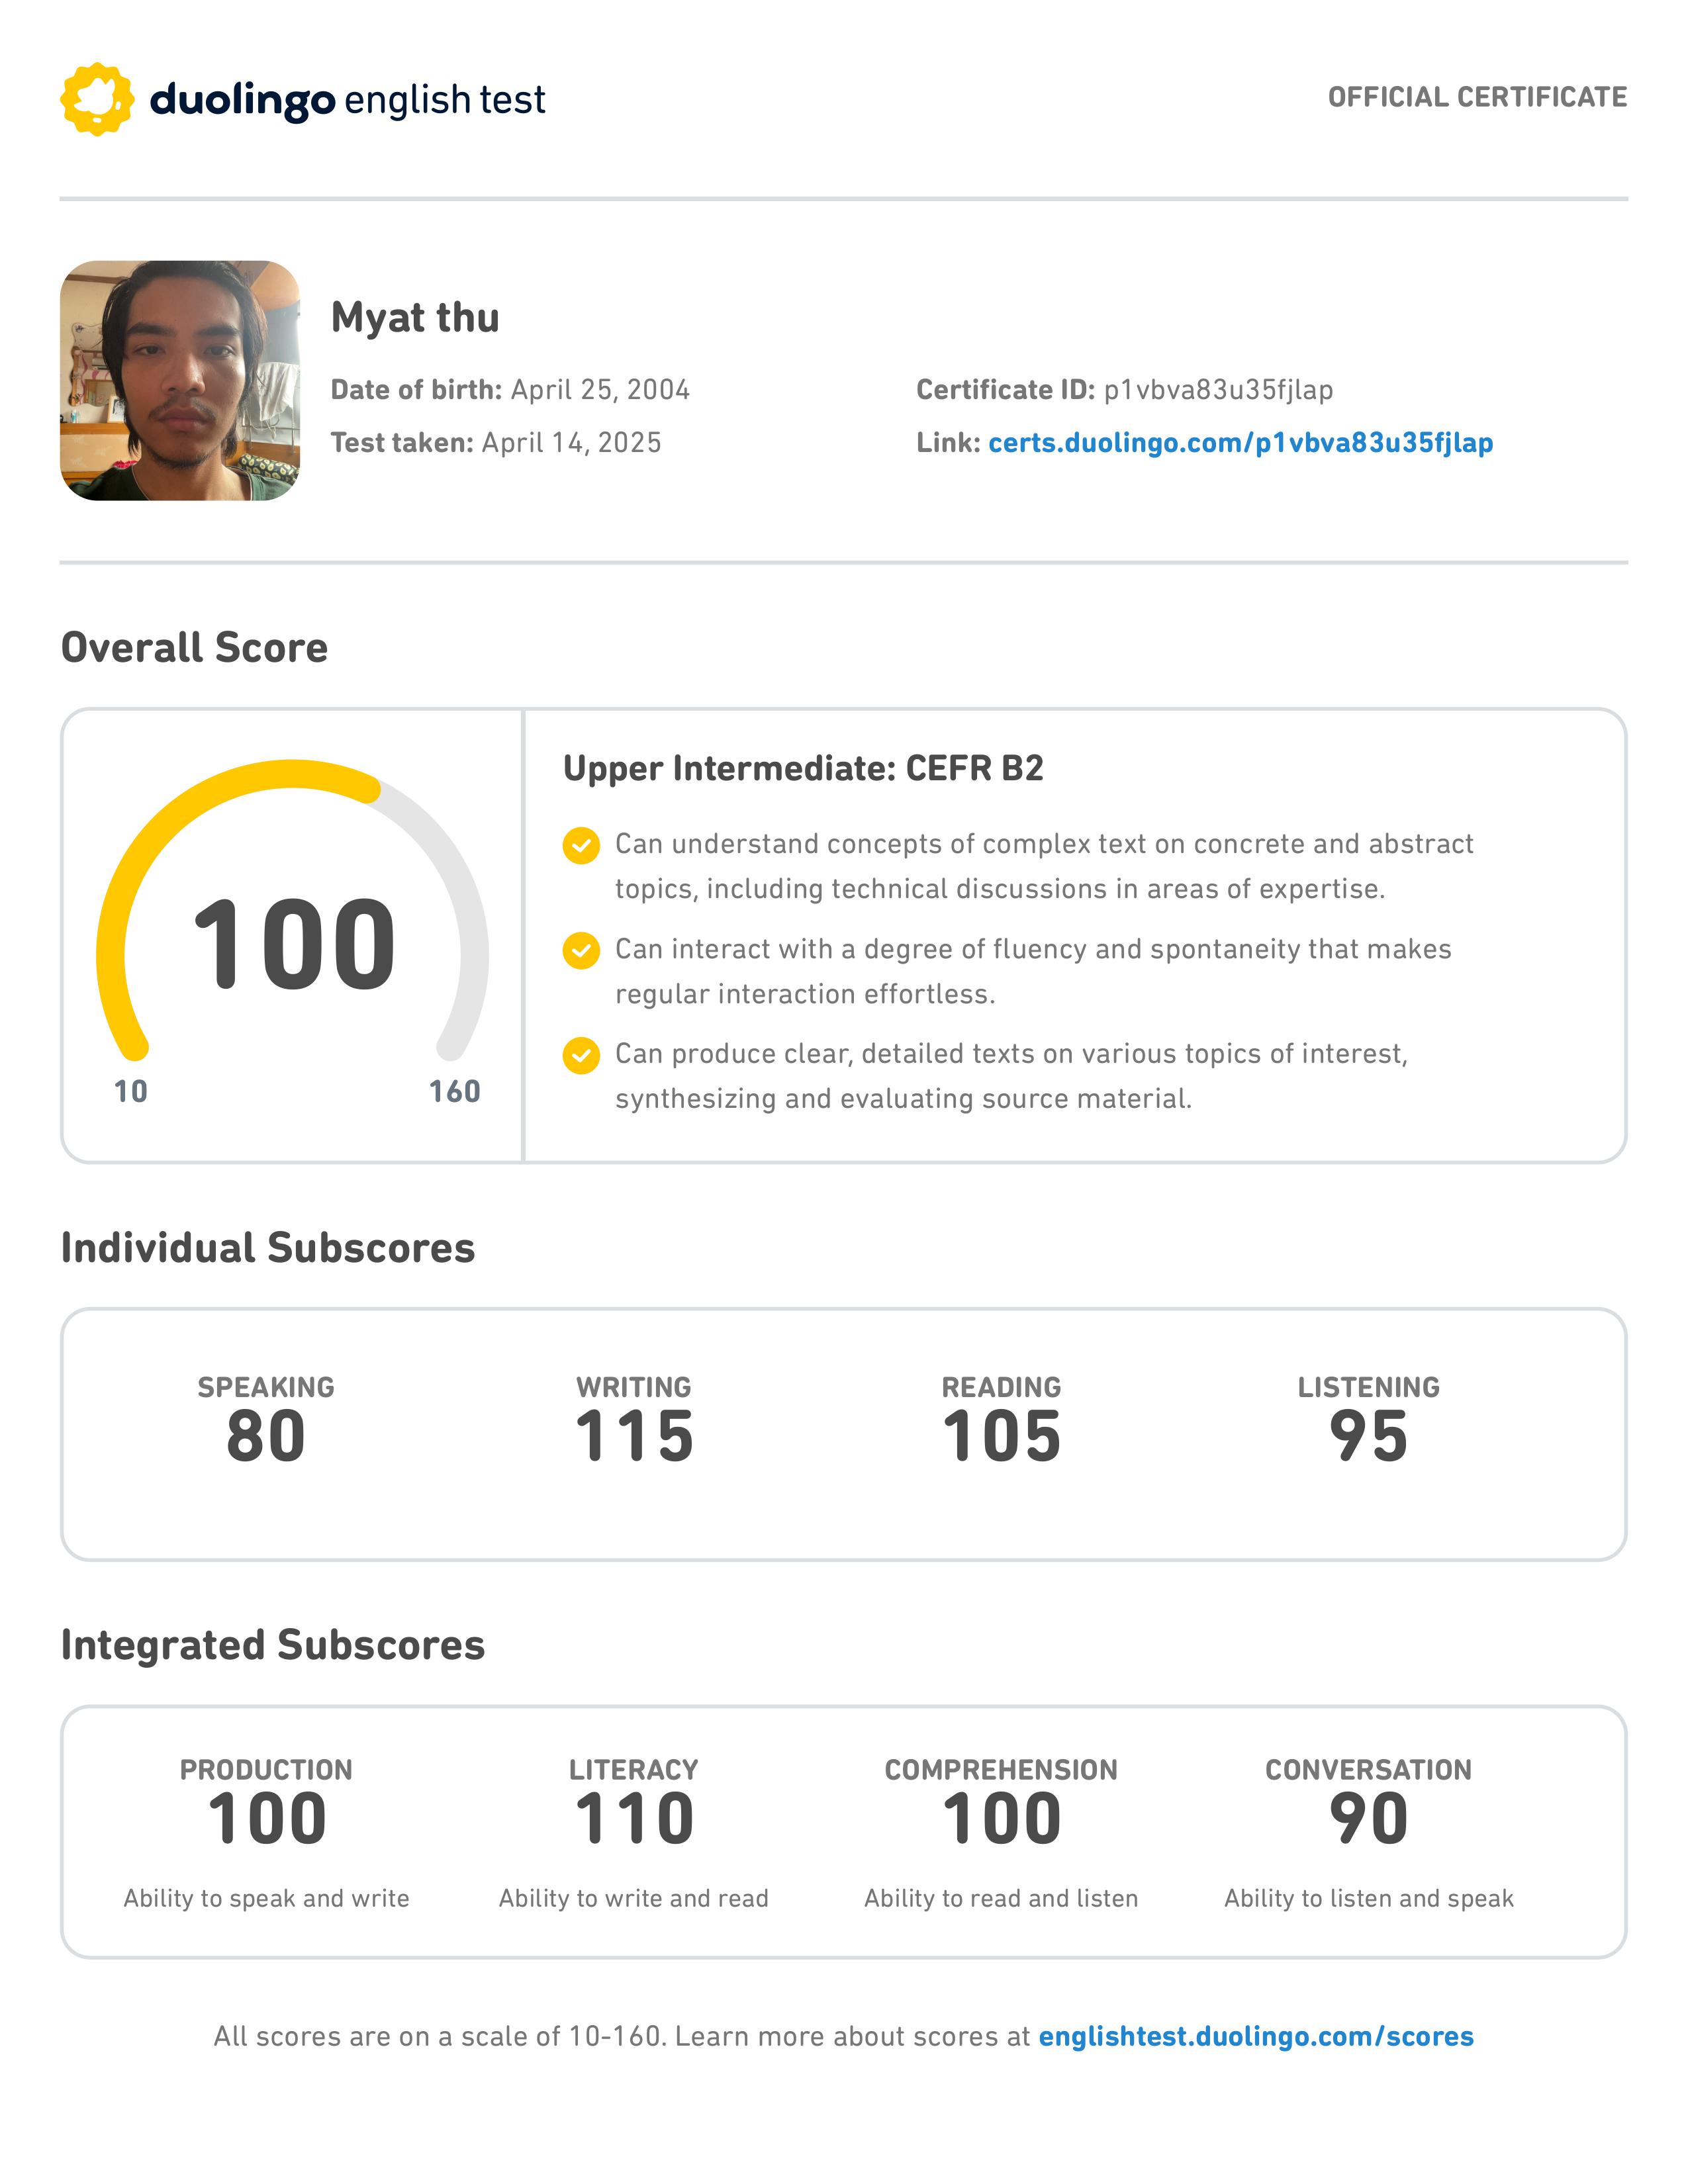 duolingo english test
OFFICIAL CERTIFICATE
Myat thu
Date of birth: April 25, 2004
Certificate ID: p1vbva83u35fjlap
Test taken: April 14, 2025
Link: certs.duolingo.com/p1vbva83u35fjlap
Overall Score
100
10
160
Upper Intermediate: CEFR B2
Can understand concepts of complex text on concrete and abstract
topics, including technical discussions in areas of expertise.
Can interact with a degree of fluency and spontaneity that makes
regular interaction effortless.
Can produce clear, detailed texts on various topics of interest,
synthesizing and evaluating source material.
Individual Subscores
SPEAKING
80
WRITING
115
READING
105
LISTENING
95
Integrated Subscores
PRODUCTION
100
Ability to speak and write
LITERACY
110
Ability to write and read
COMPREHENSION
100
Ability to read and listen
CONVERSATION
90
Ability to listen and speak
All scores are on a scale of 10-160. Learn more about scores at englishtest.duolingo.com/scores